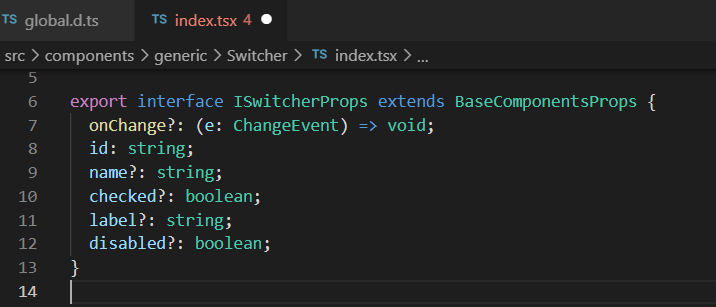 TS global.d.ts TS index.tsx 4
src > components > generic > Switcher > TS index.tsx > ...
5
6 export interface ISwitcherProps extends BaseComponentsProps {
7 onChange?: (e: ChangeEvent) => void;
8 id: string;
9 name?: string;
10 checked?: boolean;
11 label?: string;
12 disabled?: boolean;
13 }
14